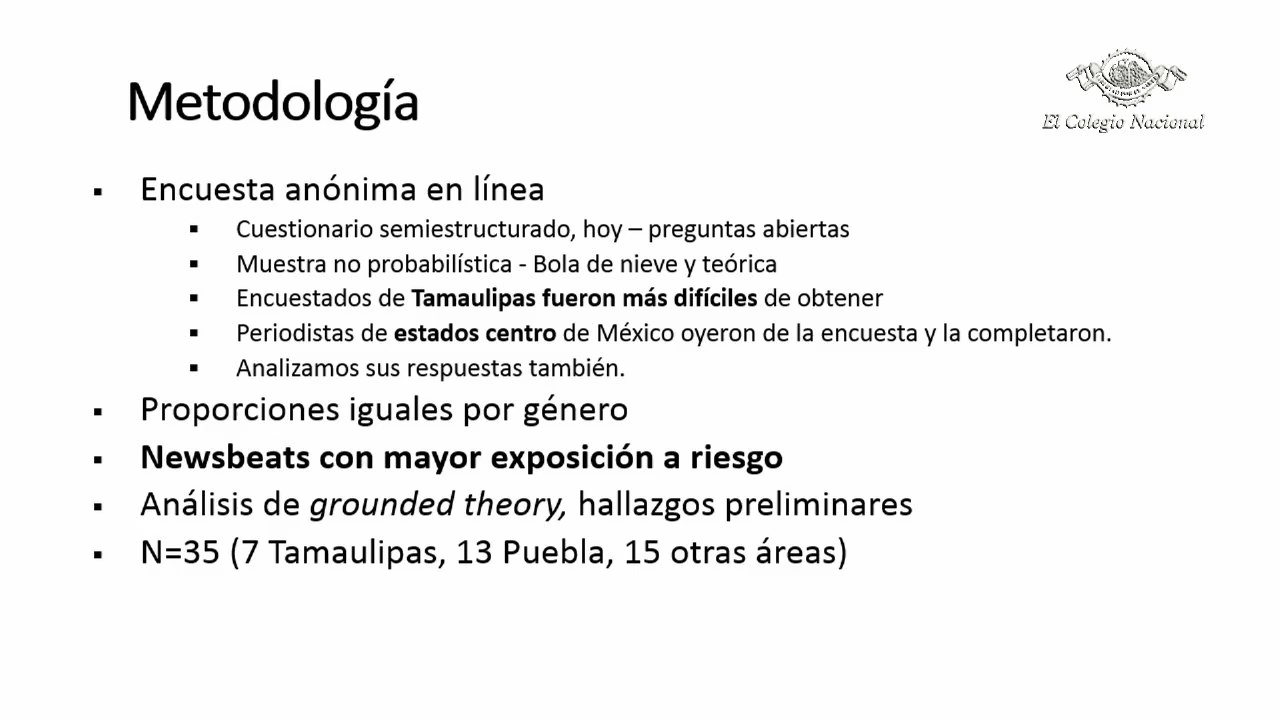 Metodología
El Colegio Nacional
Encuesta anónima en línea
Cuestionario semiestructurado, hoy – preguntas abiertas
Muestra no probabilística - Bola de nieve y teórica
Encuestados de Tamaulipas fueron más difíciles de obtener
Periodistas de estados centro de México oyeron de la encuesta y la completaron.
Analizamos sus respuestas también.
Proporciones iguales por género
Newsbeats con mayor exposición a riesgo
Análisis de grounded theory, hallazgos preliminares
N=35 (7 Tamaulipas, 13 Puebla, 15 otras áreas)